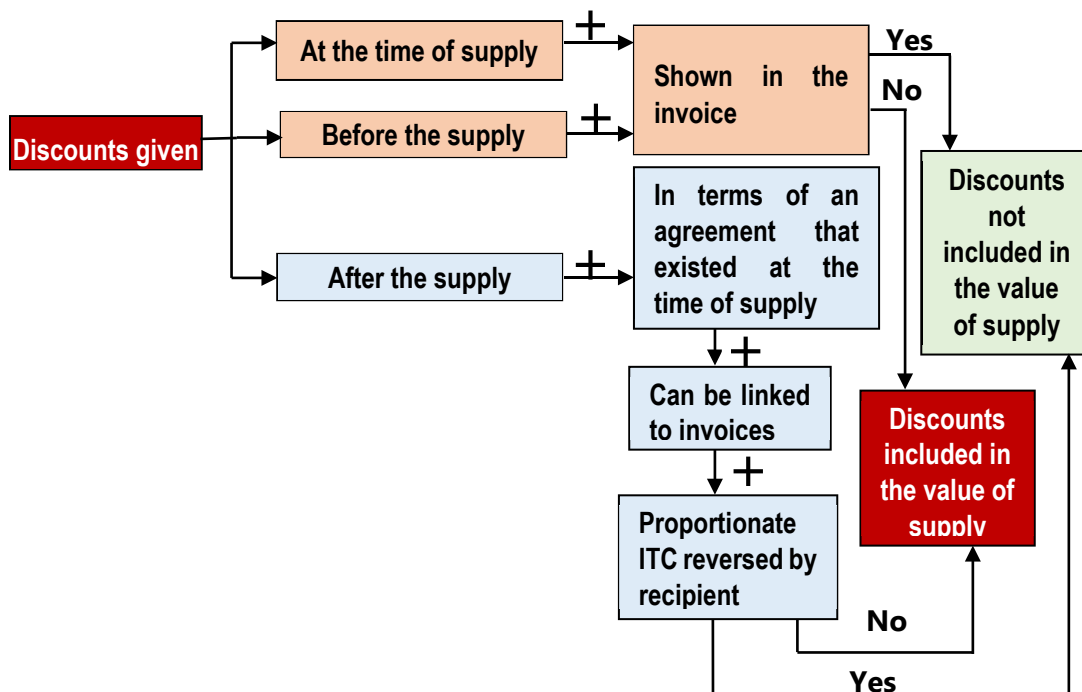 At the time of supply
+
Shown in the
invoice
Yes
No
Discounts given
Before the supply
+
Discounts
not
included in
the value
of supply
In terms of an
agreement that
existed at the
time of supply
After the supply
+
+
Can be linked
to invoices
Discounts
included in
the value of
supply
+
Proportionate
ITC reversed by
recipient
No
Yes